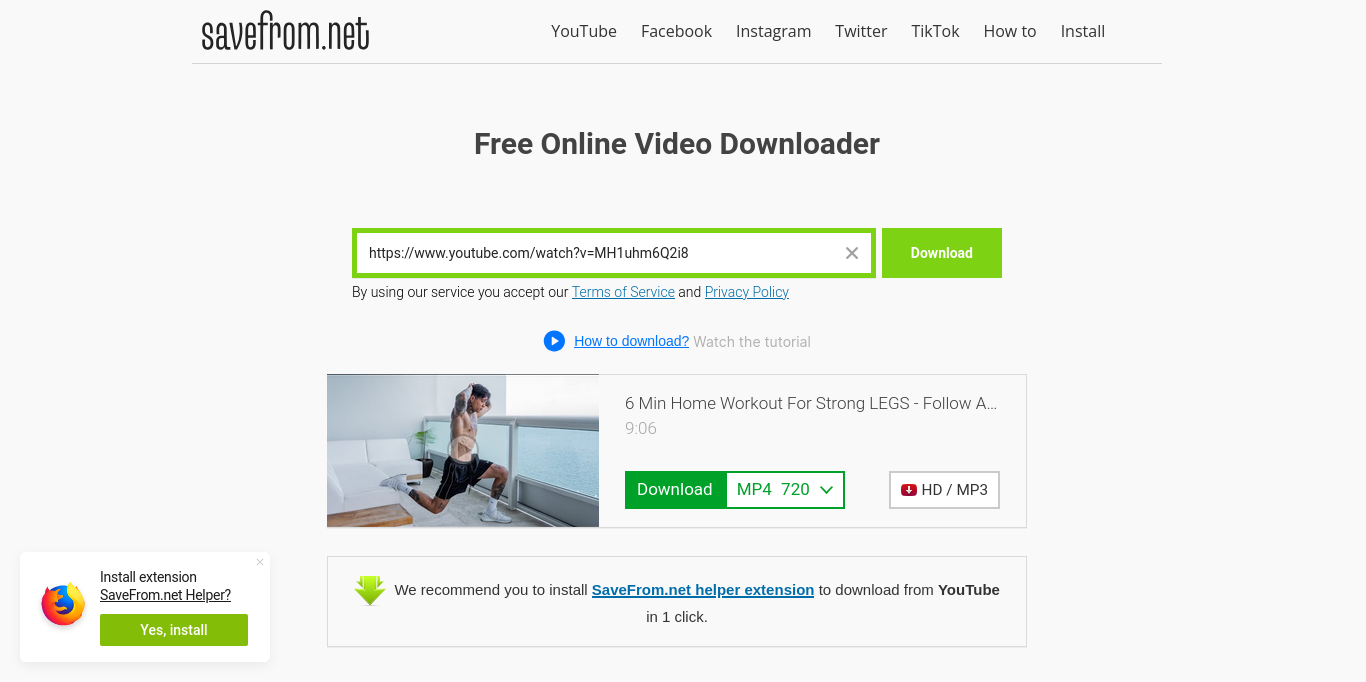 savefrom.net
YouTube Facebook Instagram Twitter TikTok How to Install
Free Online Video Downloader
https://www.youtube.com/watch?v=MH1uhm6Q2i8
Download
By using our service you accept our Terms of Service and Privacy Policy
How to download? Watch the tutorial
6 Min Home Workout For Strong LEGS - Follow A...
9:06
Download MP4 720
HD / MP3
We recommend you to install SaveFrom.net helper extension to download from YouTube
in 1 click.
Install extension
SaveFrom.net Helper?
Yes, install